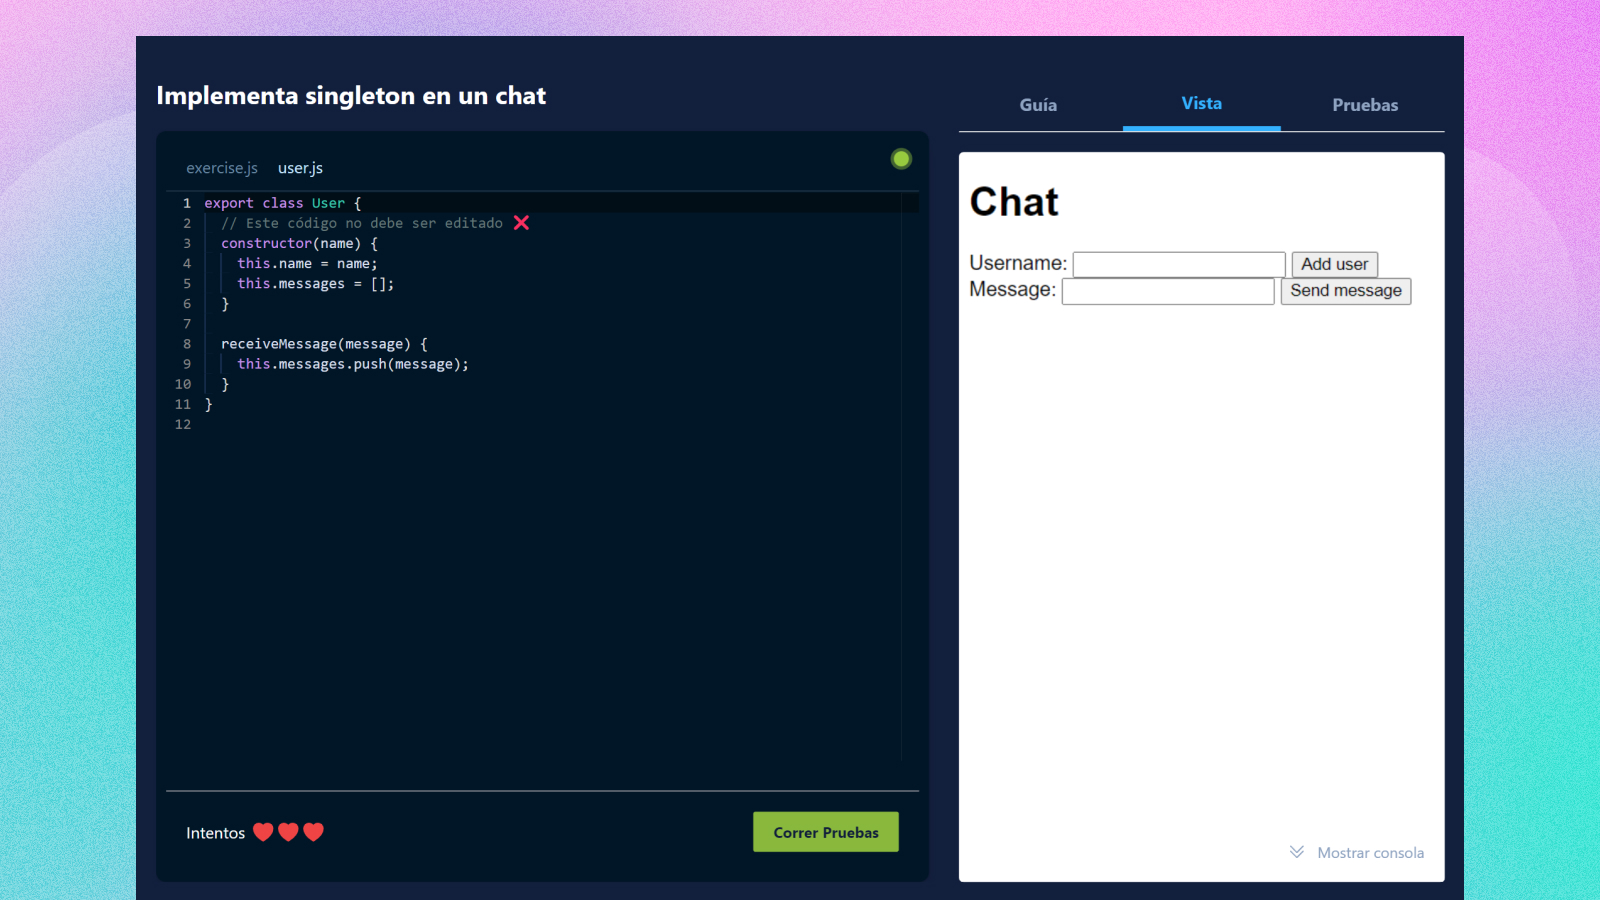 Implementa singleton en un chat
exercise.js user.js
1 export class User {
2 // Este código no debe ser editado ❌
3 constructor(name) {
4 this.name = name;
5 this.messages = [];
6 }
7
8 receiveMessage(message) {
9 this.messages.push(message);
10 }
11 }
12
Intentos
Correr Pruebas
Guía Vista Pruebas
Chat
Username: Add user
Message: Send message
Mostrar consola